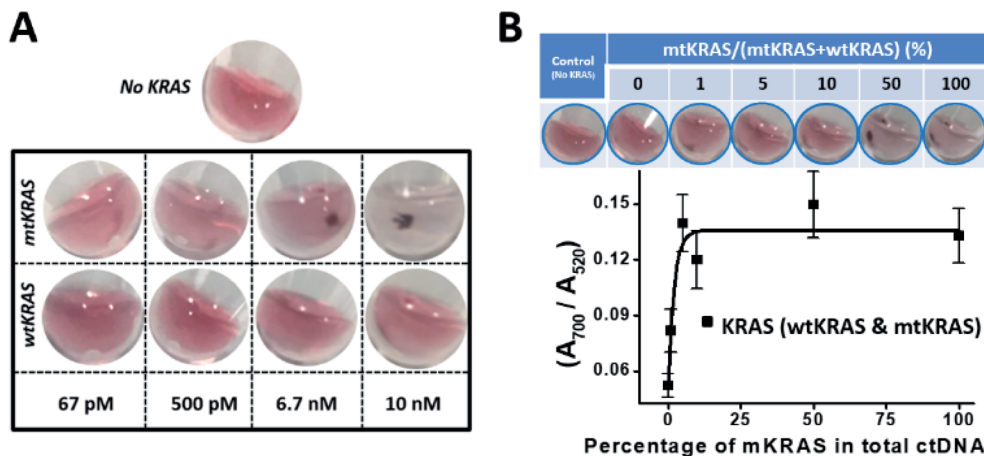 A
No KRAS
mtKRAS
wtKRAS
67 pM
500 pM
6.7 nM
10 nM
B
Control
(No KRAS)
mtKRAS/(mtKRAS+wtKRAS) (%)
0
1
5
10
50
100
(A700 / A520)
0.15
0.12
0.09
0.06
KRAS (wtKRAS & mtKRAS)
0
25
50
75
100
Percentage of mKRAS in total ctDNA